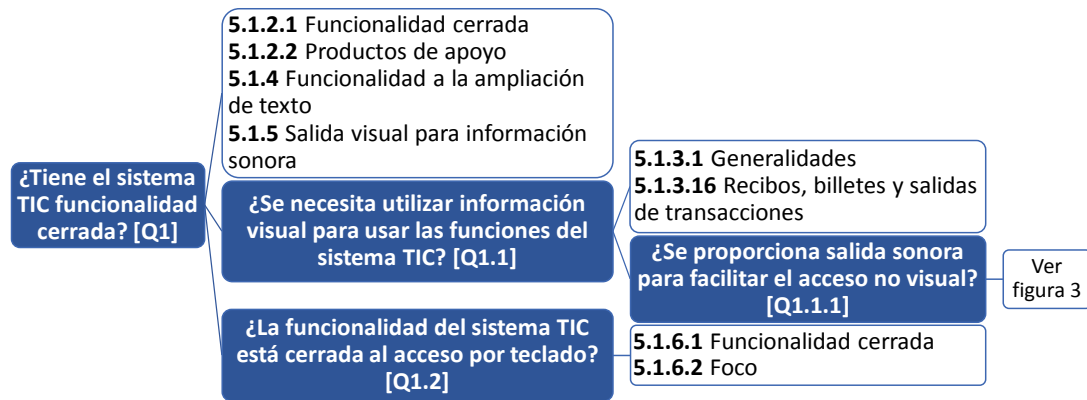 5.1.2.1 Funcionalidad cerrada
5.1.2.2 Productos de apoyo
5.1.4 Funcionalidad a la ampliación
de texto
5.1.5 Salida visual para información
sonora
¿Tiene el sistema
TIC funcionalidad
cerrada? [Q1]
¿Se necesita utilizar información
visual para usar las funciones del
sistema TIC? [Q1.1]
5.1.3.1 Generalidades
5.1.3.16 Recibos, billetes y salidas
de transacciones
¿Se proporciona salida sonora
para facilitar el acceso no visual?
[Q1.1.1]
Ver
figura 3
¿La funcionalidad del sistema TIC
está cerrada al acceso por teclado?
[Q1.2]
5.1.6.1 Funcionalidad cerrada
5.1.6.2 Foco